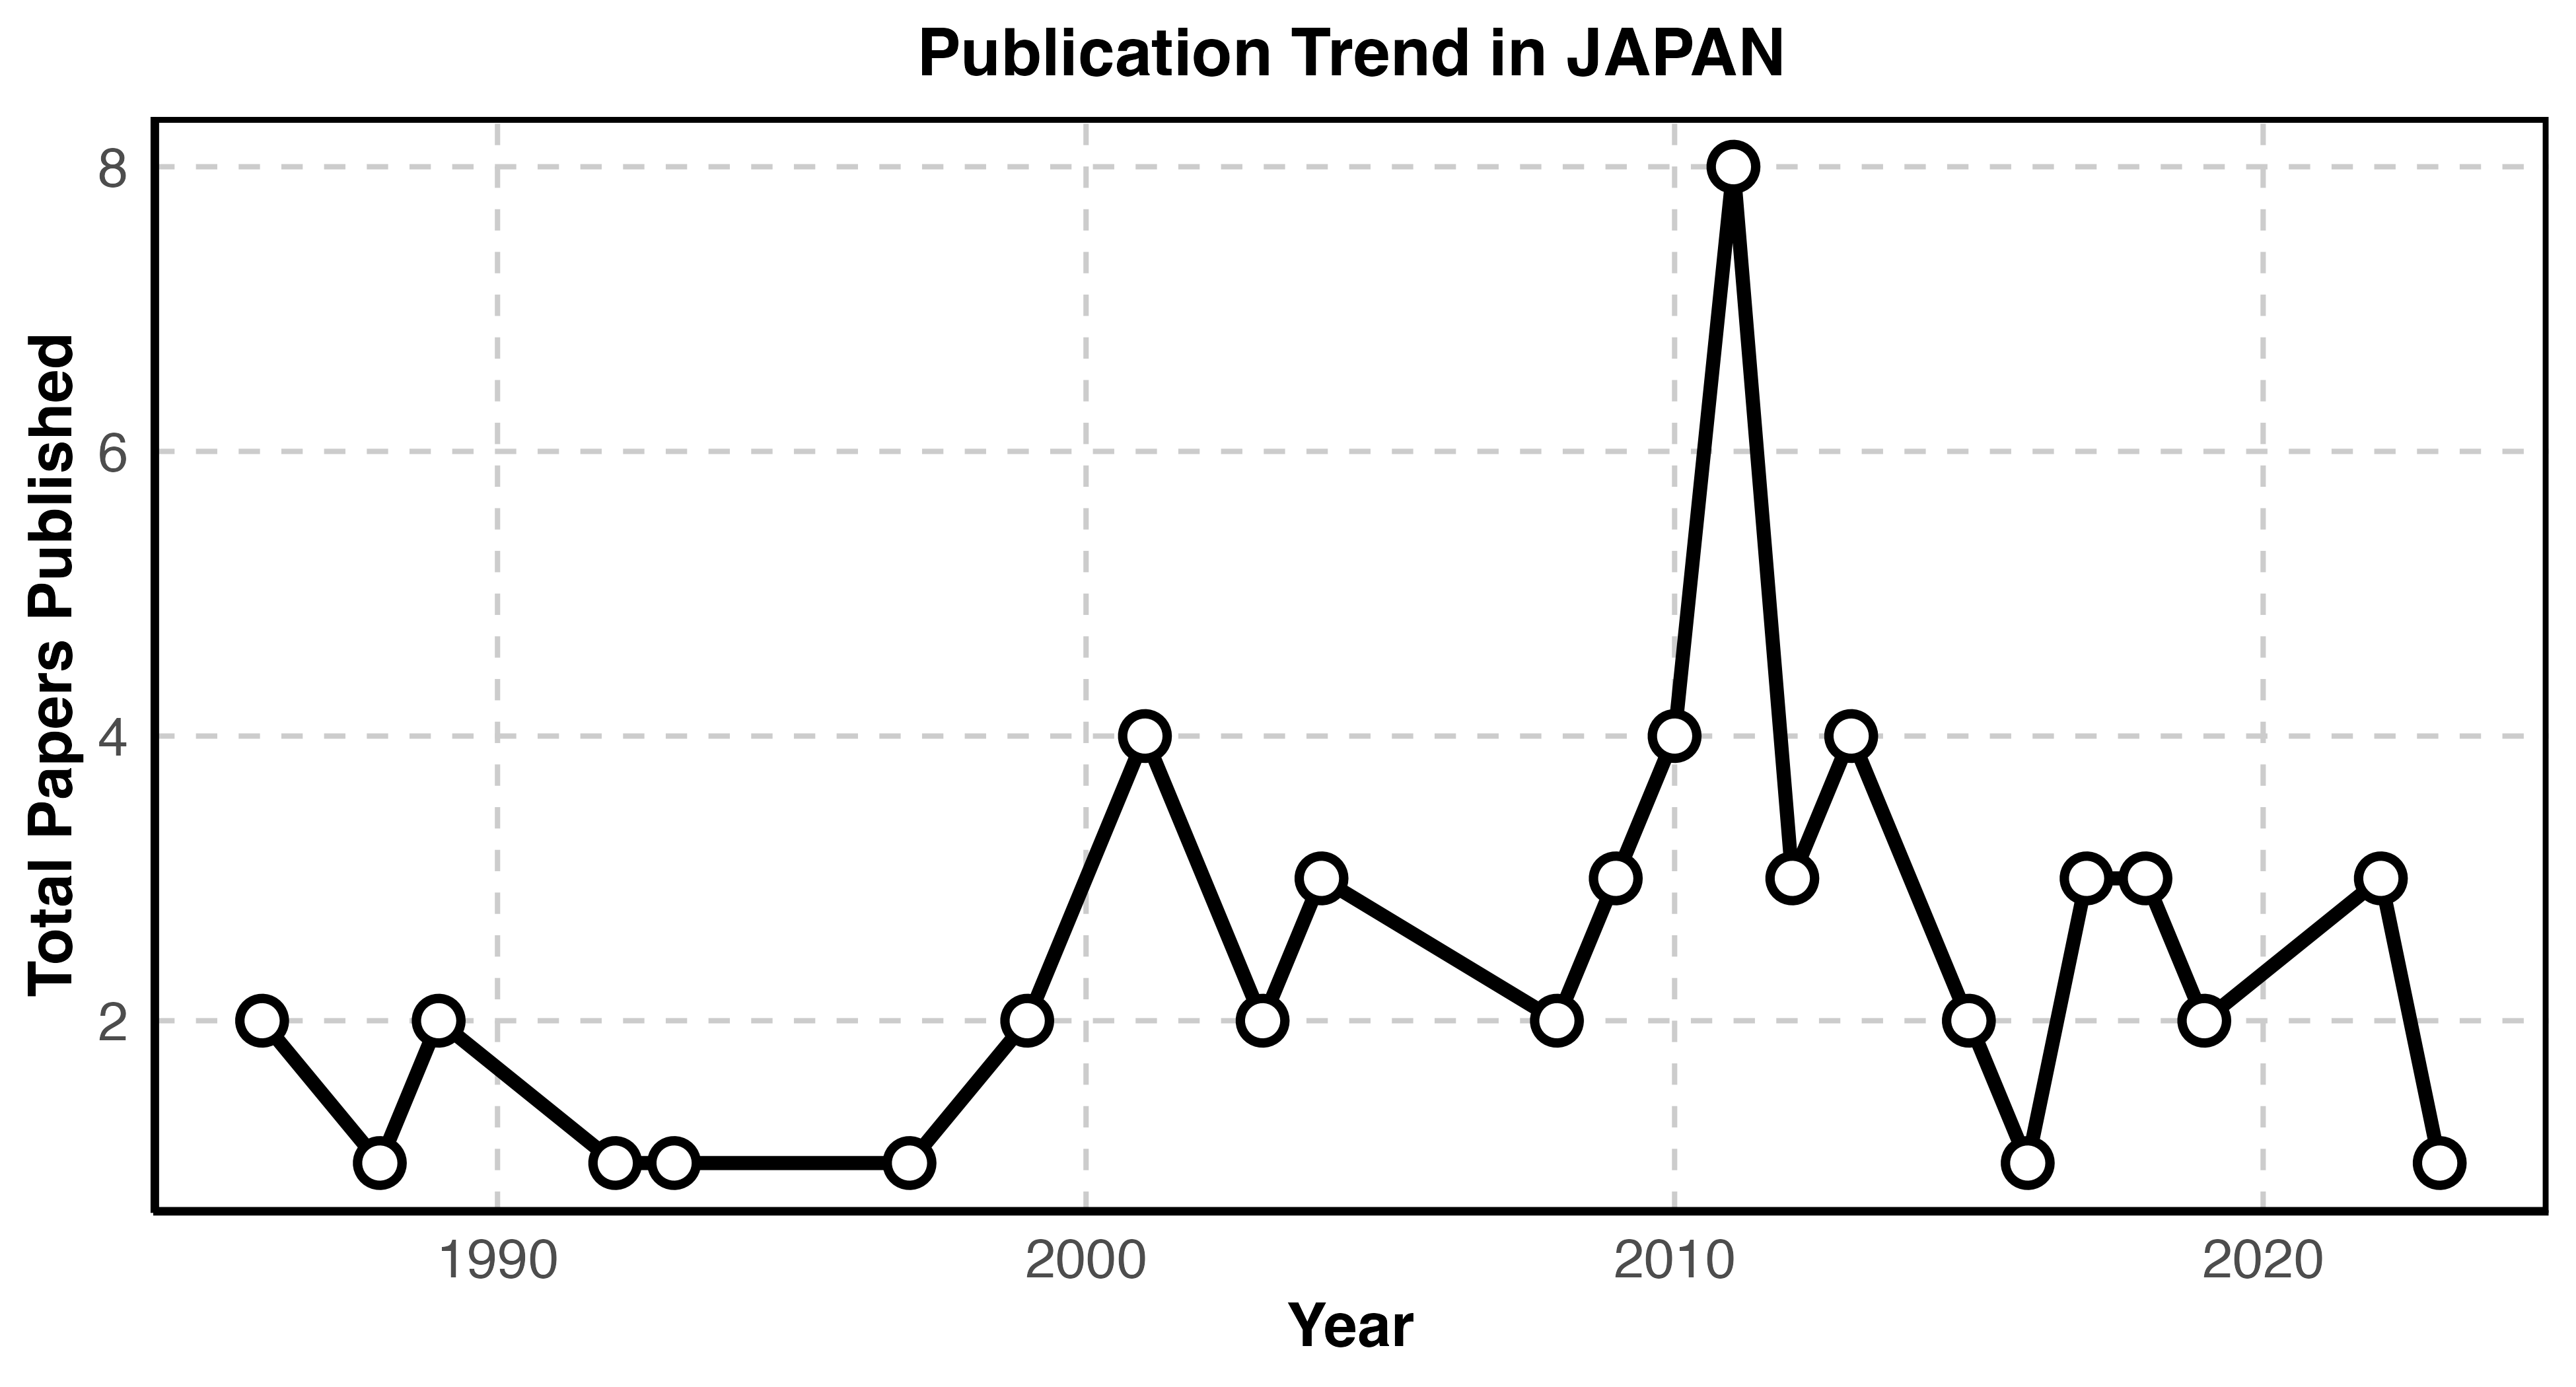 Publication Trend in JAPAN
Total Papers Published
8
6
4
2
1990
2000
2010
2020
Year